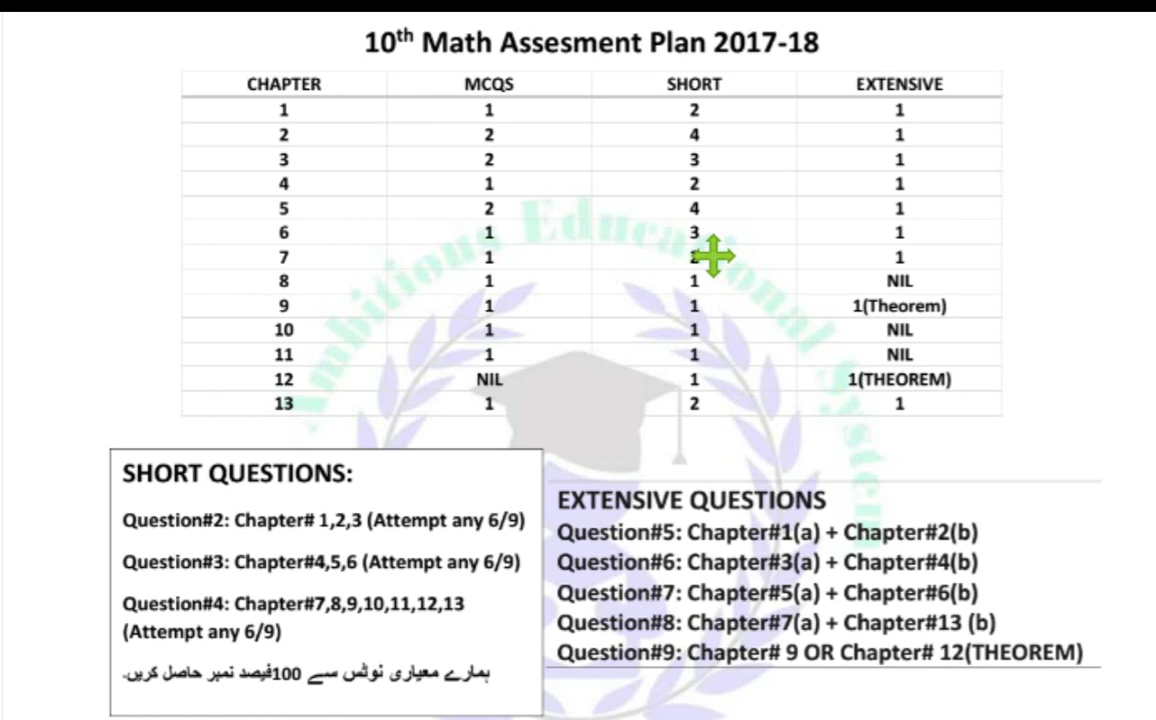 10th Math Assesment Plan 2017-18
CHAPTER MCQS SHORT EXTENSIVE
1 1 2 1
2 2 4 1
3 2 3 1
4 1 2 1
5 2 4 1
6 1 3 1
7 1 1
8 1 1 NIL
9 1 1 1(Theorem)
10 1 1 NIL
11 1 1 NIL
12 NIL 1 1(THEOREM)
13 1 2 1
Ambitious Educational System
SHORT QUESTIONS:
Question#2: Chapter# 1,2,3 (Attempt any 6/9)
Question#3: Chapter#4,5,6 (Attempt any 6/9)
Question#4: Chapter#7,8,9,10,11,12,13
(Attempt any 6/9)
ہمارے معیاری نوٹس سے 100فیصد نمبر حاصل کریں۔
EXTENSIVE QUESTIONS
Question#5: Chapter#1(a) + Chapter#2(b)
Question#6: Chapter#3(a) + Chapter#4(b)
Question#7: Chapter#5(a) + Chapter#6(b)
Question#8: Chapter#7(a) + Chapter#13 (b)
Question#9: Chapter# 9 OR Chapter# 12(THEOREM)